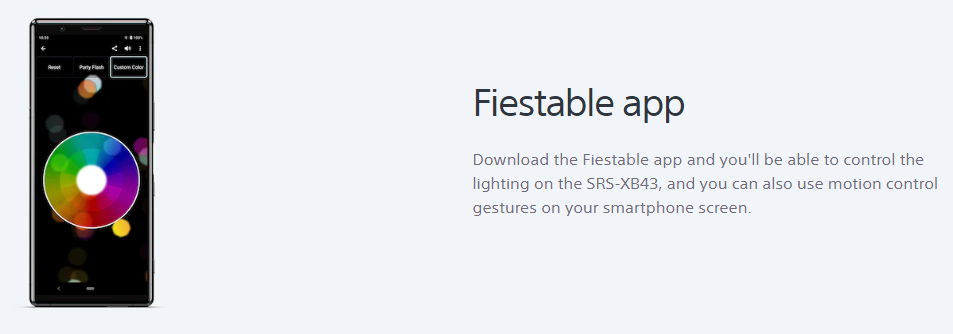 10:33 100%
Reset Party Flash Custom Color
Fiestable app
Download the Fiestable app and you'll be able to control the
lighting on the SRS-XB43, and you can also use motion control
gestures on your smartphone screen.